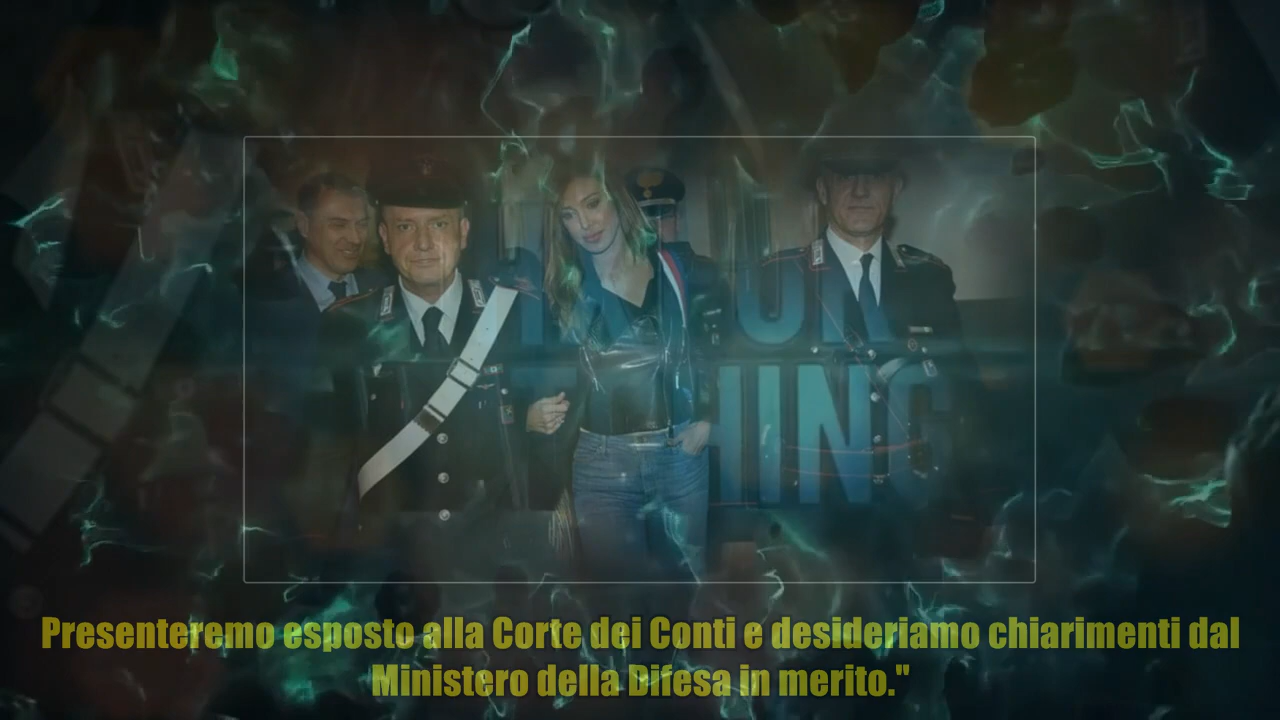 Presenteremo esposto alla Corte dei Conti e desideriamo chiarimenti dal
Ministero della Difesa in merito."